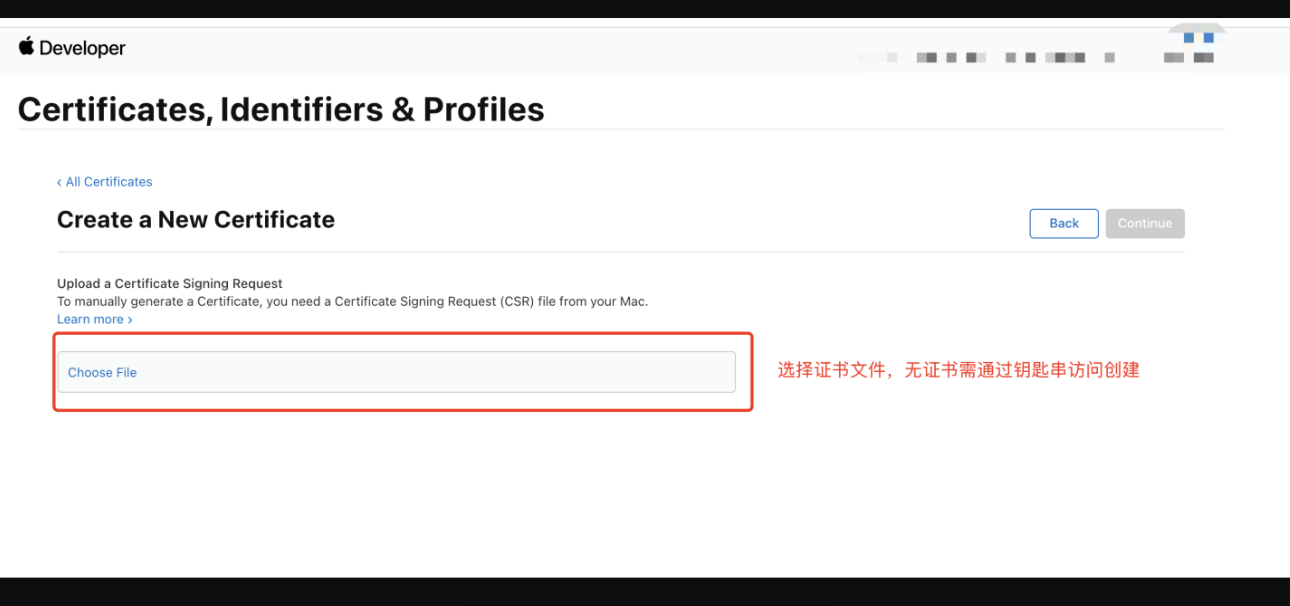 Developer
Certificates, Identifiers & Profiles
‹ All Certificates
Create a New Certificate
Back
Continue
Upload a Certificate Signing Request
To manually generate a Certificate, you need a Certificate Signing Request (CSR) file from your Mac.
Learn more ›
Choose File
选择证书文件，无证书需通过钥匙串访问创建